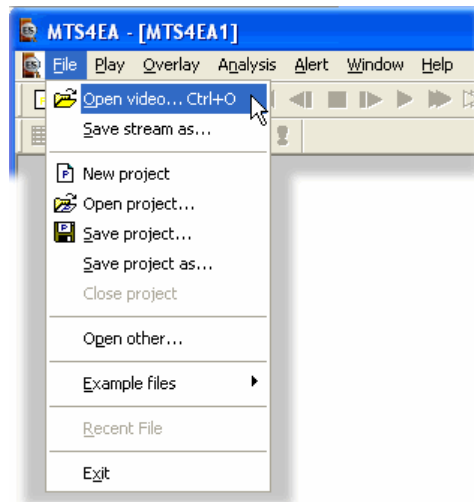 MTS4EA - [MTS4EA1]
File Play Overlay Analysis Alert Window Help
Open video... Ctrl+O
Save stream as...
New project
Open project...
Save project...
Save project as...
Close project
Open other...
Example files
Recent File
Exit